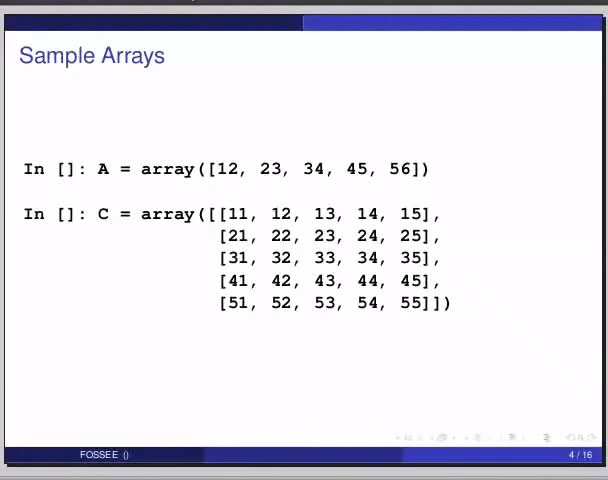 Sample Arrays
In []: A = array([12, 23, 34, 45, 56])
In []: C = array([[11, 12, 13, 14, 15],
[21, 22, 23, 24, 25],
[31, 32, 33, 34, 35],
[41, 42, 43, 44, 45],
[51, 52, 53, 54, 55]])
FOSSEE ()
4 / 16